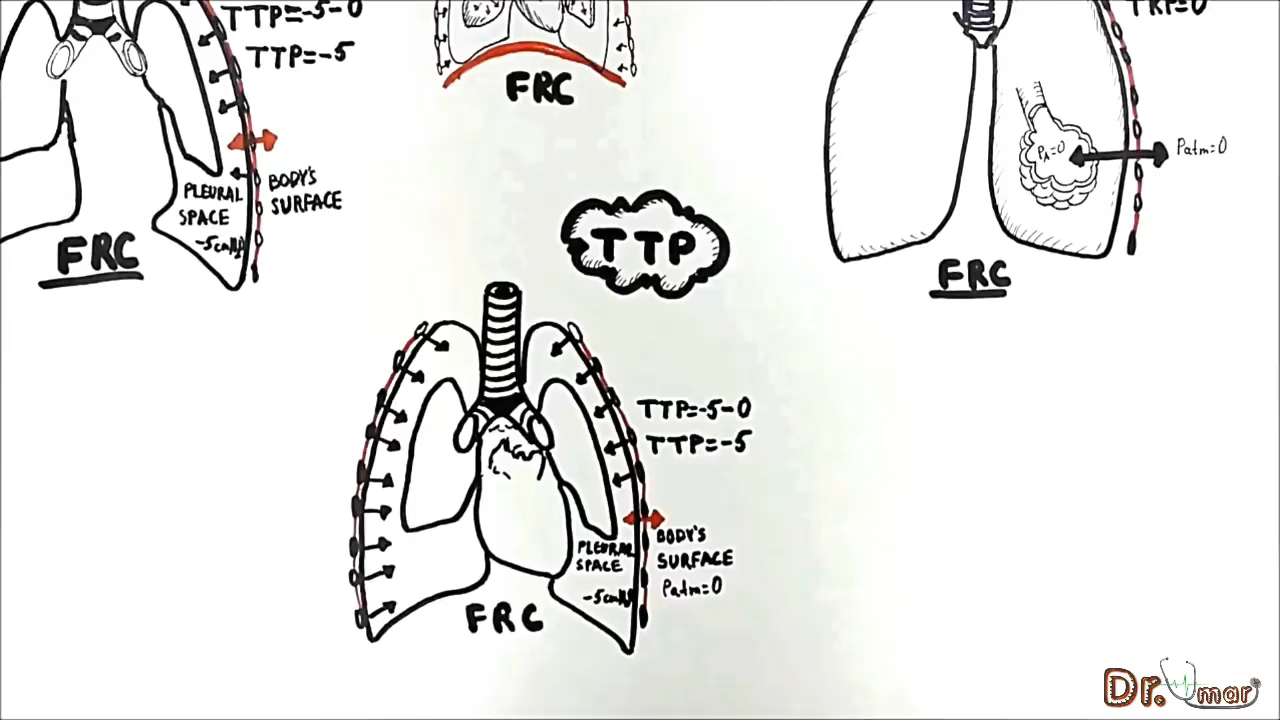 TTP=-5-0
TTP=-5
BODY'S
SURFACE
PLEURAL
SPACE
FRC
FRC
TRP=0
PA=0
Patm=0
FRC
TTP
TTP=-5-0
TTP=-5
PLEURAL
SPACE
BODY'S
SURFACE
Patm=0
FRC
Dr. Umar